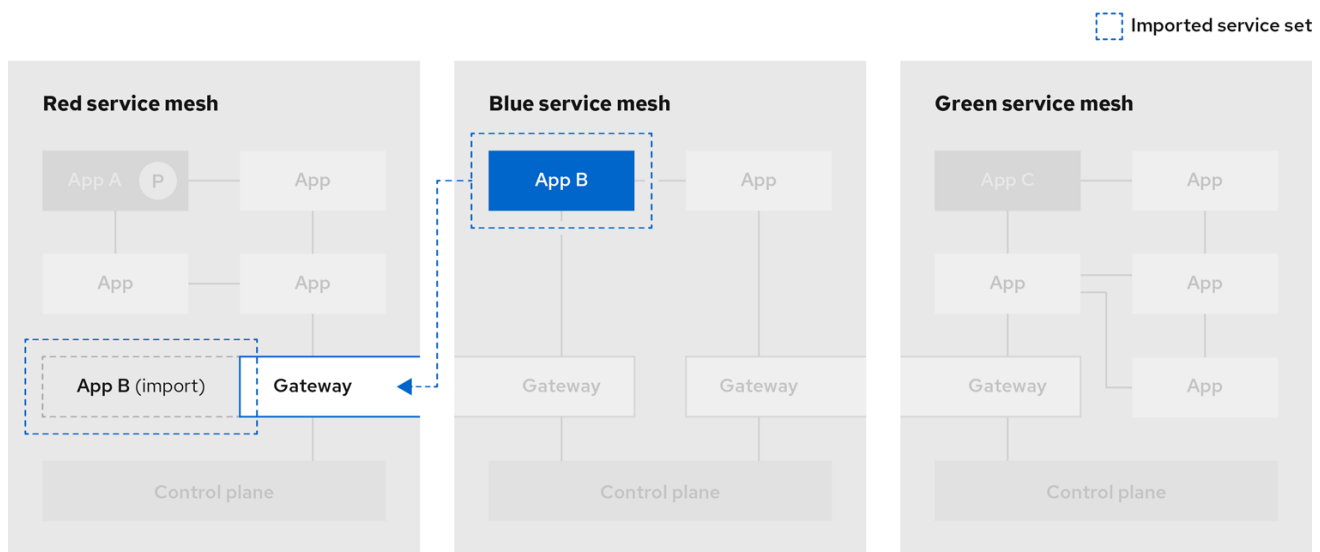 Imported service set
Red service mesh
App A P
App
App
App
App B (import)
Gateway
Control plane
Blue service mesh
App B
App
Gateway
Gateway
Control plane
Green service mesh
App C
App
App
App
Gateway
App
Control plane